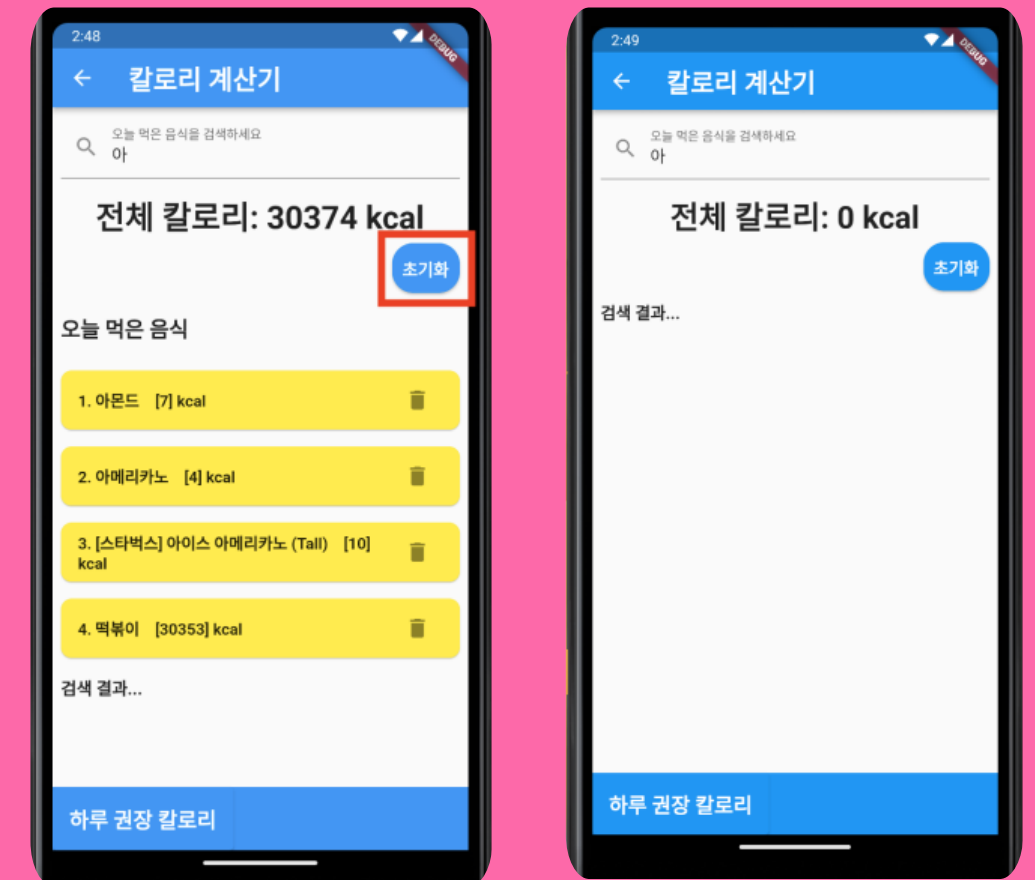 2:48
DEBUG
칼로리 계산기
오늘 먹은 음식을 검색하세요
아
전체 칼로리: 30374 kcal
초기화
오늘 먹은 음식
1. 아몬드 [7] kcal
2. 아메리카노 [4] kcal
3. [스타벅스] 아이스 아메리카노 (Tall) [10]
kcal
4. 떡볶이 [30353] kcal
검색 결과...
하루 권장 칼로리
2:49
DEBUG
칼로리 계산기
오늘 먹은 음식을 검색하세요
아
전체 칼로리: 0 kcal
초기화
검색 결과...
하루 권장 칼로리